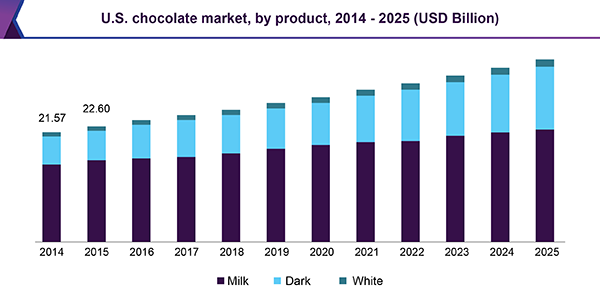 U.S. chocolate market, by product, 2014 - 2025 (USD Billion)
21.57 22.60
2014 2015 2016 2017 2018 2019 2020 2021 2022 2023 2024 2025
Milk Dark White